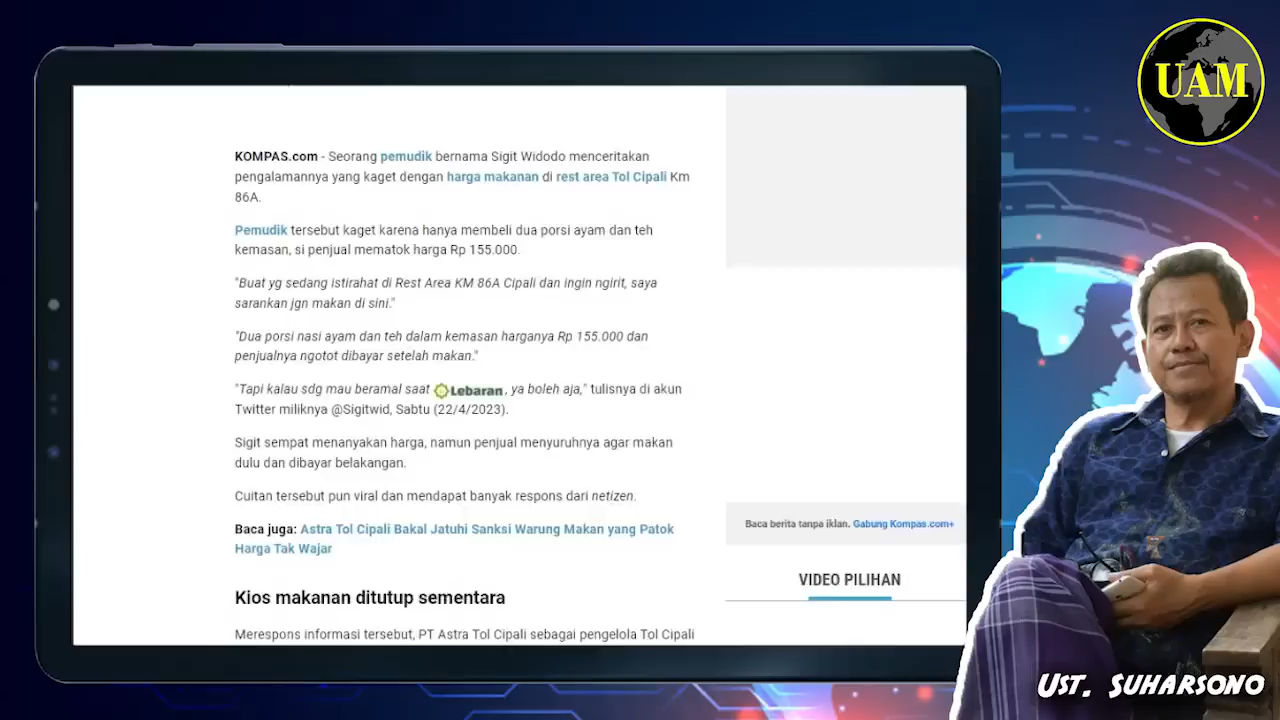 UAM
KOMPAS.com - Seorang pemudik bernama Sigit Widodo menceritakan
pengalamannya yang kaget dengan harga makanan di rest area Tol Cipali Km
86A.
Pemudik tersebut kaget karena hanya membeli dua porsi ayam dan teh
kemasan, si penjual mematok harga Rp 155.000.
"Buat yg sedang istirahat di Rest Area KM 86A Cipali dan ingin ngirit, saya
sarankan jgn makan di sini."
"Dua porsi nasi ayam dan teh dalam kemasan harganya Rp 155.000 dan
penjualnya ngotot dibayar setelah makan."
"Tapi kalau sdg mau beramal saat Lebaran, ya boleh aja," tulisnya di akun
Twitter miliknya @Sigitwid, Sabtu (22/4/2023).
Sigit sempat menanyakan harga, namun penjual menyuruhnya agar makan
dulu dan dibayar belakangan.
Cuitan tersebut pun viral dan mendapat banyak respons dari netizen.
Baca juga: Astra Tol Cipali Bakal Jatuhi Sanksi Warung Makan yang Patok
Harga Tak Wajar
Kios makanan ditutup sementara
Merespons informasi tersebut, PT Astra Tol Cipali sebagai pengelola Tol Cipali
Baca berita tanpa iklan. Gabung Kompas.com+
VIDEO PILIHAN
UST. SUHARSONO